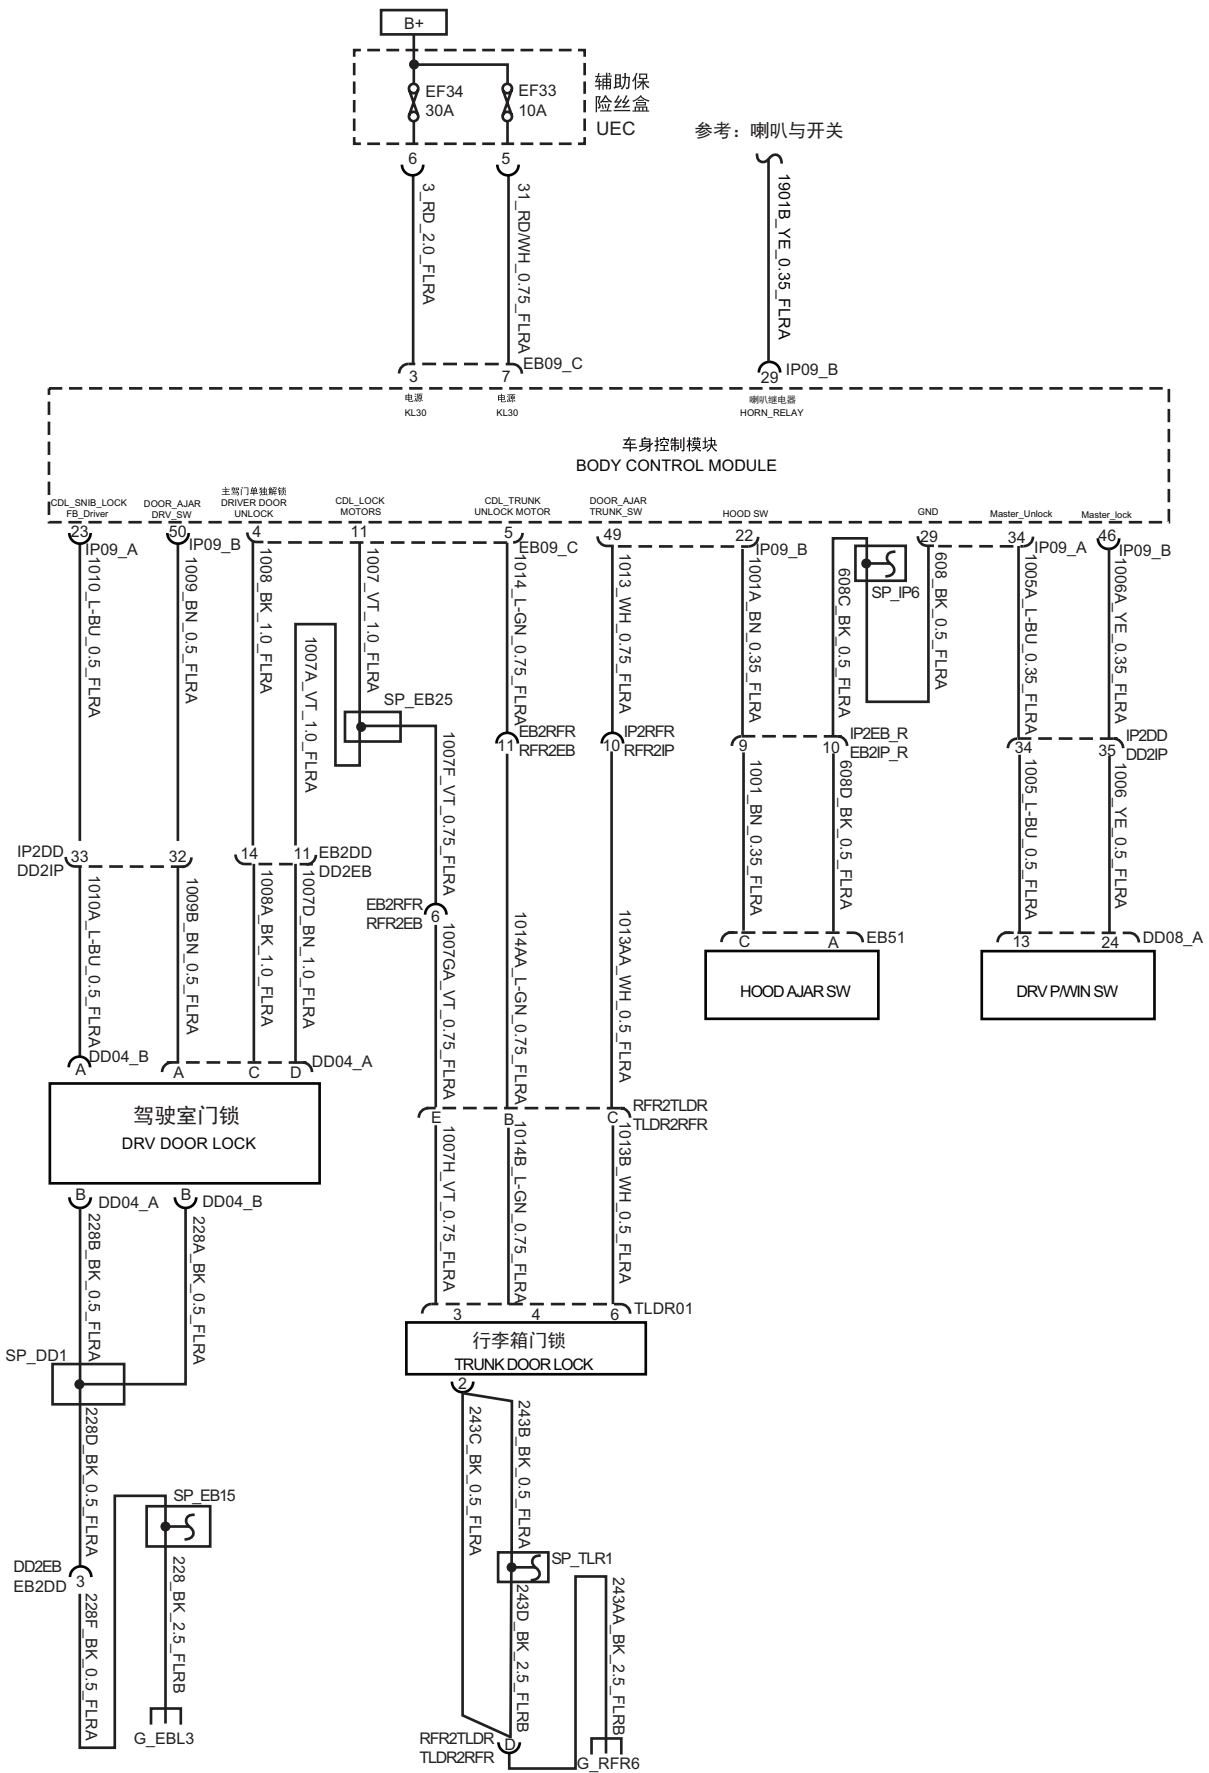 B+
EF34
30A
EF33
10A
辅助保
险丝盒
UEC
参考：喇叭与开关
6
5
3_RD_2.0_FLRA
31_RD/WH_0.75_FLRA
1901B_YE_0.35_FLRA
3
7
EB09_C
29
IP09_B
电源
KL30
电源
KL30
喇叭继电器
HORN_RELAY
车身控制模块
BODY CONTROL MODULE
CDL_SNIB_LOCK
FB_Driver
DOOR_AJAR
DRV_SW
主驾门单独解锁
DRIVER DOOR
UNLOCK
CDL_LOCK
MOTORS
CDL_TRUNK
UNLOCK MOTOR
DOOR_AJAR
TRUNK_SW
HOOD SW
GND
Master_Unlock
Master_lock
23
IP09_A
50
IP09_B
4
11
5
EB09_C
49
22
IP09_B
29
34
IP09_A
46
IP09_B
1010_L-BU_0.5_FLRA
1009_BN_0.5_FLRA
1008_BK_1.0_FLRA
1007A_VT_1.0_FLRA
1007_VT_1.0_FLRA
1014_L-GN_0.75_FLRA
1013_WH_0.75_FLRA
1001A_BN_0.35_FLRA
608C_BK_0.5_FLRA
SP_IP6
608_BK_0.5_FLRA
1005A_L-BU_0.35_FLRA
1006A_YE_0.35_FLRA
SP_EB25
1007F_VT_0.75_FLRA
11
EB2RFR
RFR2EB
10
IP2RFR
RFR2IP
9
10
IP2EB_R
EB2IP_R
34
35
IP2DD
DD2IP
1001_BN_0.35_FLRA
608D_BK_0.5_FLRA
1005_L-BU_0.5_FLRA
1006_YE_0.5_FLRA
IP2DD
DD2IP
33
32
14
11
EB2DD
DD2EB
EB2RFR
RFR2EB
6
1010A_L-BU_0.5_FLRA
1009B_BN_0.5_FLRA
1008A_BK_1.0_FLRA
1007D_BN_1.0_FLRA
1007GA_VT_0.75_FLRA
1014AA_L-GN_0.75_FLRA
1013AA_WH_0.5_FLRA
C
A
EB51
HOOD AJAR SW
13
24
DD08_A
DRV P/WIN SW
A
DD04_B
A
C
D
DD04_A
驾驶室门锁
DRV DOOR LOCK
E
B
C
RFR2TLDR
TLDR2RFR
1007H_VT_0.75_FLRA
1014B_L-GN_0.75_FLRA
1013B_WH_0.5_FLRA
B
DD04_A
B
DD04_B
228B_BK_0.5_FLRA
228A_BK_0.5_FLRA
3
4
6
TLDR01
行李箱门锁
TRUNK DOOR LOCK
SP_DD1
2
228D_BK_0.5_FLRA
243C_BK_0.5_FLRA
243B_BK_0.5_FLRA
SP_EB15
SP_TLR1
DD2EB
EB2DD
3
228F_BK_0.5_FLRA
228_BK_2.5_FLRB
243D_BK_2.5_FLRB
243AA_BK_2.5_FLRB
G_EBL3
RFR2TLDR
TLDR2RFR
D
G_RFR6